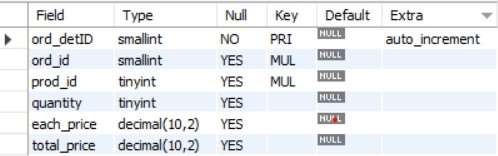 Field Type Null Key Default Extra
ord_detID smallint NO PRI NULL auto_increment
ord_id smallint YES MUL NULL
prod_id tinyint YES MUL NULL
quantity tinyint YES NULL
each_price decimal(10,2) YES NULL
total_price decimal(10,2) YES NULL